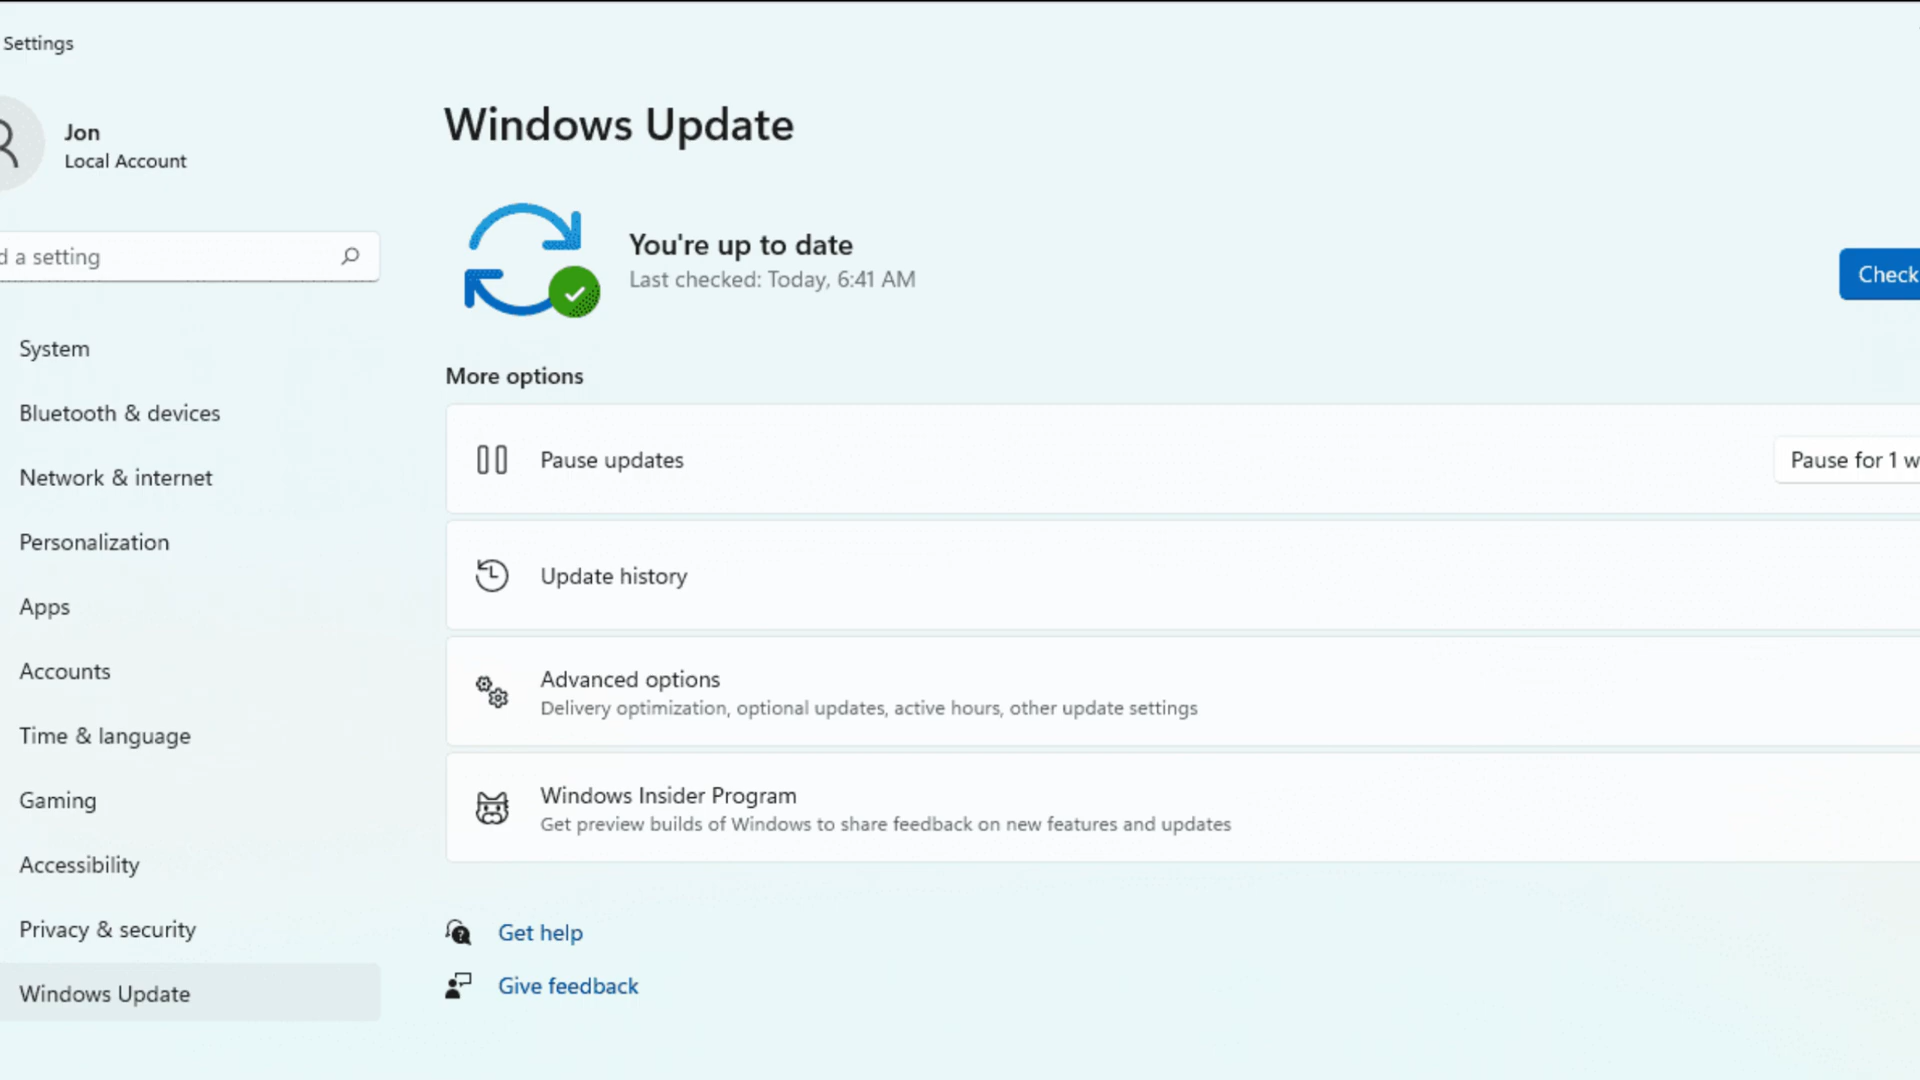 Settings
Jon
Local Account
d a setting
System
Bluetooth & devices
Network & internet
Personalization
Apps
Accounts
Time & language
Gaming
Accessibility
Privacy & security
Windows Update
Windows Update
You're up to date
Last checked: Today, 6:41 AM
Check
More options
Pause updates
Pause for 1 w
Update history
Advanced options
Delivery optimization, optional updates, active hours, other update settings
Windows Insider Program
Get preview builds of Windows to share feedback on new features and updates
Get help
Give feedback